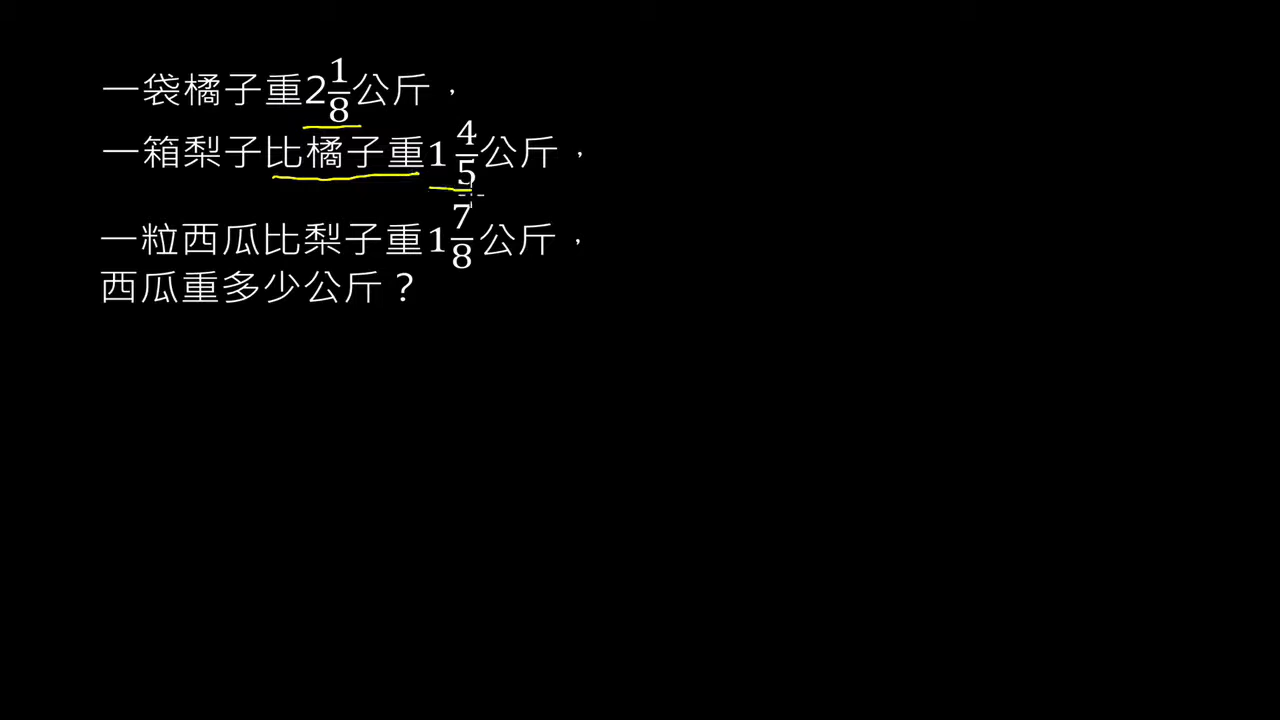 一袋橘子重2 1/8公斤，
一箱梨子比橘子重1 4/5公斤，
一粒西瓜比梨子重1 7/8公斤，
西瓜重多少公斤？